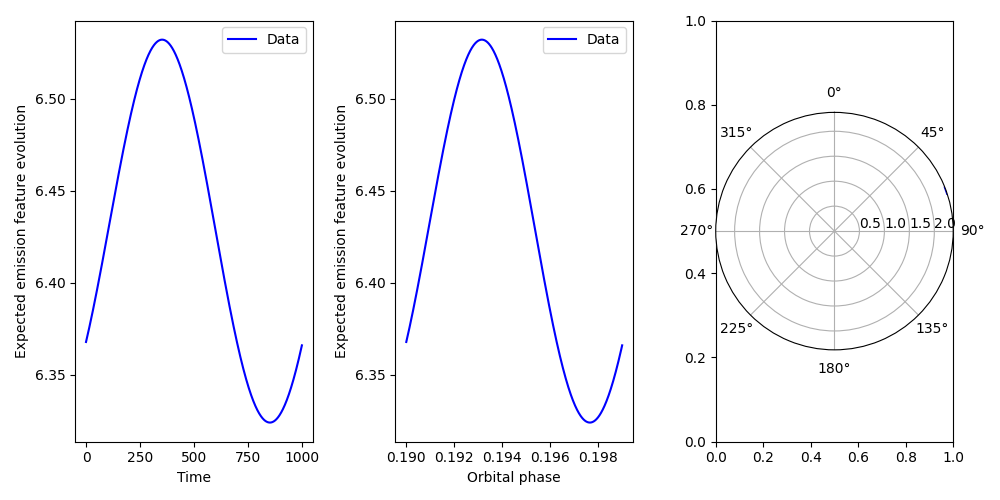 Data
6.50
6.45
6.40
6.35
0 250 500 750 1000
Time
Expected emission feature evolution
Data
6.50
6.45
6.40
6.35
0.190 0.192 0.194 0.196 0.198
Orbital phase
Expected emission feature evolution
1.0
0.8
0.6
0.4
0.2
0.0
0.0 0.2 0.4 0.6 0.8 1.0
0°
315° 45°
270° 0.5 1.0 1.5 2.0 90°
225° 135°
180°